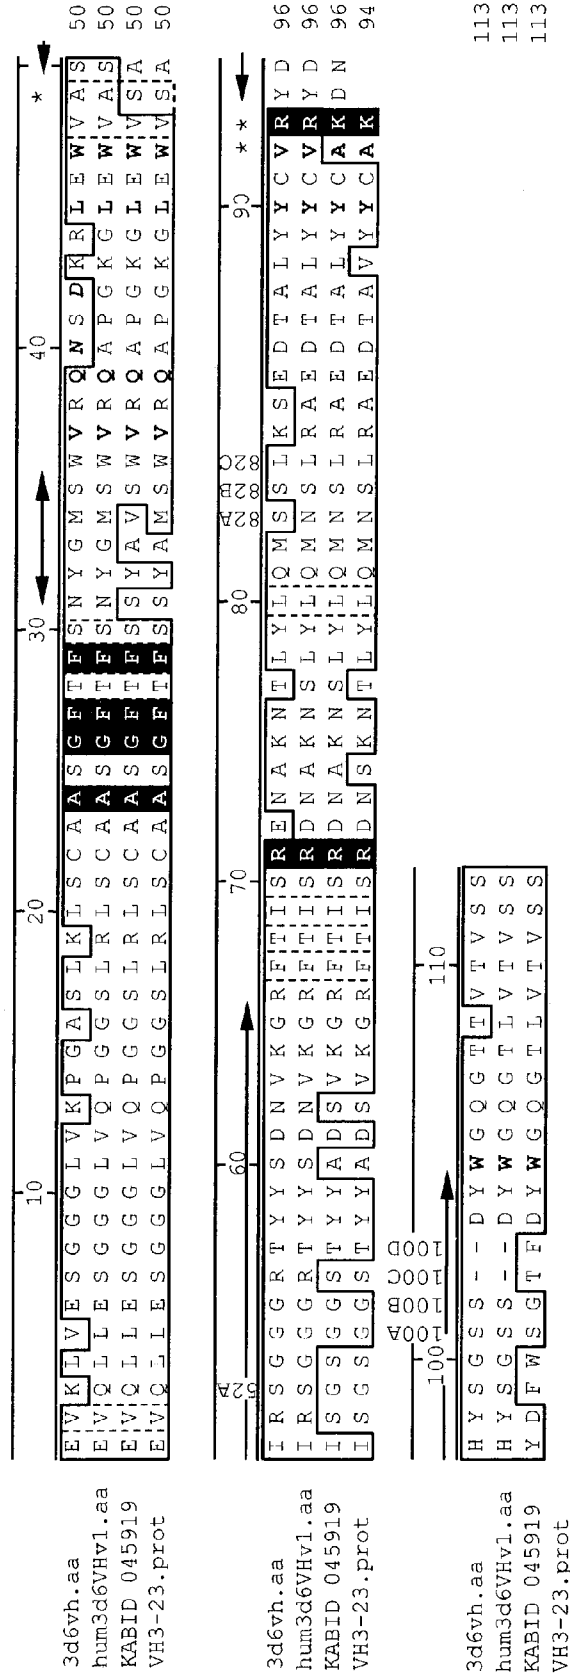 10 20 30 40 *
3d6vh.aa E V K L V E S G G G L V K P G A S L K L S C A A S G F T F S N Y G M S W V R Q N S D K R L E W V A S 50
hum3d6VHv1.aa E V Q L L E S G G G L V Q P G G S L R L S C A A S G F T F S N Y G M S W V R Q A P G K G L E W V A S 50
KABID 045919 E V Q L L E S G G G L V Q P G G S L R L S C A A S G F T F S S Y A V S W V R Q A P G K G L E W V S A 50
VH3-23.prot E V Q L L E S G G G L V Q P G G S L R L S C A A S G F T F S S Y A M S W V R Q A P G K G L E W V S A 50
52A 60 70 80 82A 82B 82C 90 * *
3d6vh.aa I R S G G G R T Y Y S D N V K G R F T I S R E N A K N T L Y L Q M S S L K S E D T A L Y Y C V R Y D 96
hum3d6VHv1.aa I R S G G G R T Y Y S D N V K G R F T I S R D N A K N S L Y L Q M N S L R A E D T A L Y Y C V R Y D 96
KABID 045919 I S G S G G S T Y Y A D S V K G R F T I S R D N A K N S L Y L Q M N S L R A E D T A L Y Y C A K D N 96
VH3-23.prot I S G S G G S T Y Y A D S V K G R F T I S R D N S K N T L Y L Q M N S L R A E D T A V Y Y C A K 94
100 100A 100B 100C 100D 110
3d6vh.aa H Y S G S S - - D Y W G Q G T T V T V S S 113
hum3d6VHv1.aa H Y S G S S - - D Y W G Q G T L V T V S S 113
KABID 045919 Y D F W S G T F D Y W G Q G T L V T V S S 113
VH3-23.prot